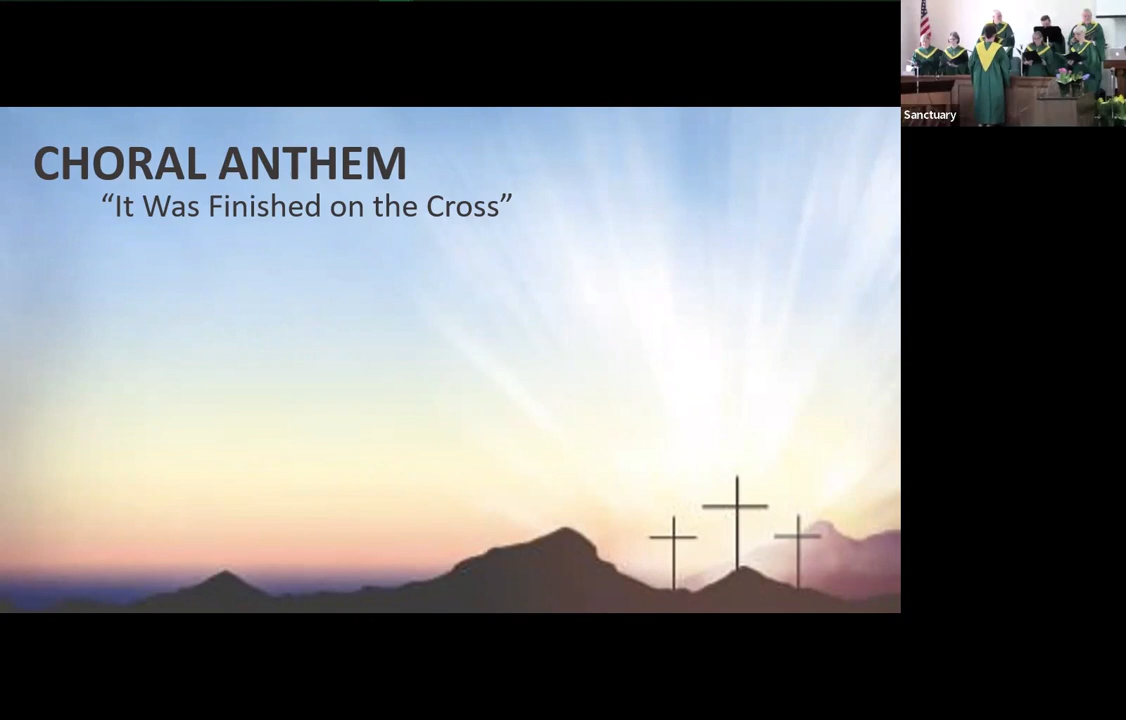 CHORAL ANTHEM
“It Was Finished on the Cross”
Sanctuary